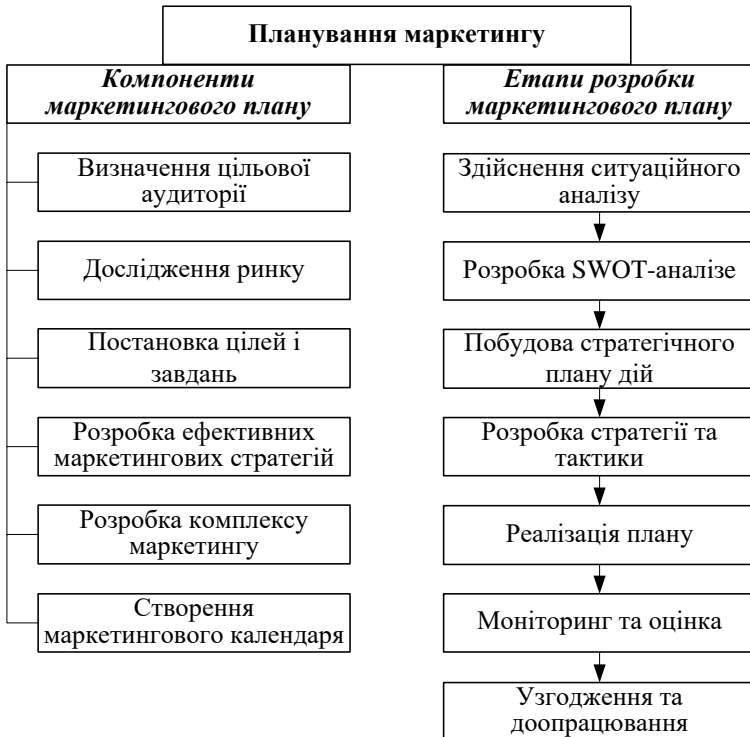 Планування маркетингу
Компоненти
маркетингового плану
Визначення цільової
аудиторії
Дослідження ринку
Постановка цілей і
завдань
Розробка ефективних
маркетингових стратегій
Розробка комплексу
маркетингу
Створення
маркетингового календаря
Етапи розробки
маркетингового плану
Здійснення ситуаційного
аналізу
Розробка SWOT-аналізе
Побудова стратегічного
плану дій
Розробка стратегії та
тактики
Реалізація плану
Моніторинг та оцінка
Узгодження та
доопрацювання